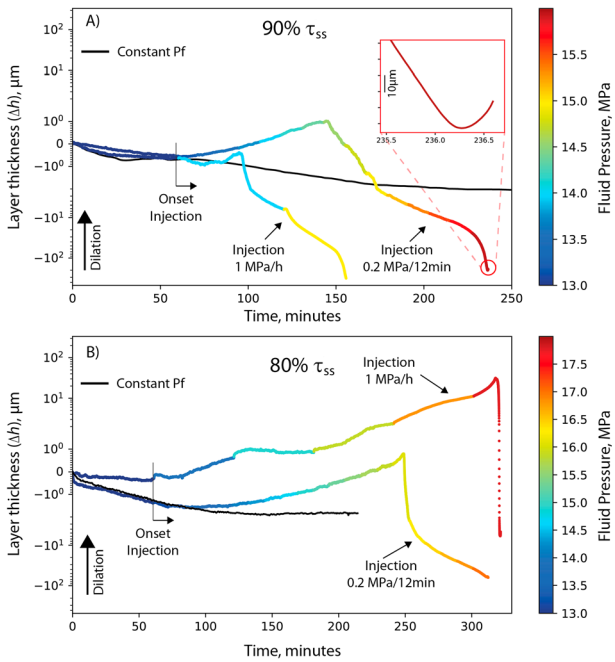 A)
90% τss
Constant Pf
10²
10¹
10⁰
0
−10⁰
−10¹
−10²
Layer thickness (Δh), µm
Dilation
Onset
Injection
Injection
1 MPa/h
Injection
0.2 MPa/12min
10µm
235.5
236.0
236.5
0
50
100
150
200
250
Time, minutes
15.5
15.0
14.5
14.0
13.5
13.0
Fluid Pressure, MPa
B)
80% τss
Constant Pf
10²
10¹
10⁰
0
−10⁰
−10¹
−10²
Layer thickness (Δh), µm
Dilation
Onset
Injection
Injection
1 MPa/h
Injection
0.2 MPa/12min
0
50
100
150
200
250
300
Time, minutes
17.5
17.0
16.5
16.0
15.5
15.0
14.5
14.0
13.5
13.0
Fluid Pressure, MPa